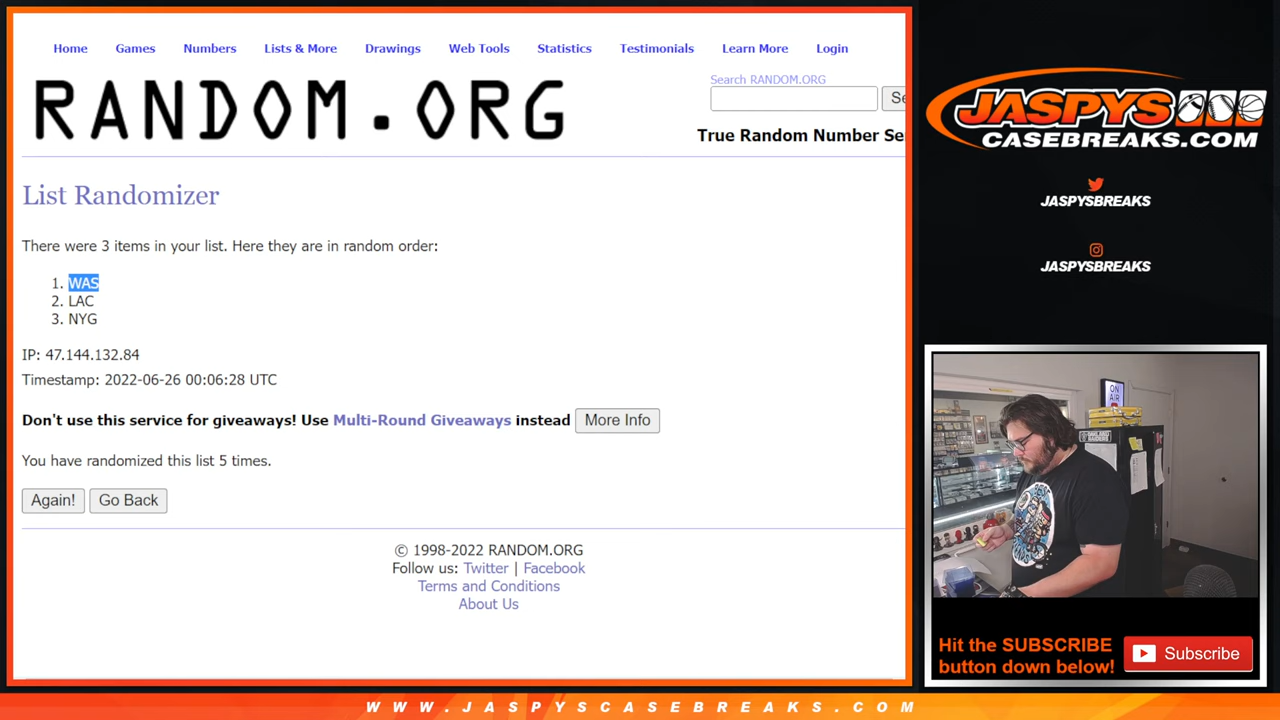 Home Games Numbers Lists & More Drawings Web Tools Statistics Testimonials Learn More Login
RANDOM.ORG
Search RANDOM.ORG
Se
True Random Number Se
List Randomizer
There were 3 items in your list. Here they are in random order:
1. WAS
2. LAC
3. NYG
IP: 47.144.132.84
Timestamp: 2022-06-26 00:06:28 UTC
Don't use this service for giveaways! Use Multi-Round Giveaways instead More Info
You have randomized this list 5 times.
Again! Go Back
© 1998-2022 RANDOM.ORG
Follow us: Twitter | Facebook
Terms and Conditions
About Us
JASPYS
CASEBREAKS.COM
JASPYSBREAKS
JASPYSBREAKS
ON
AIR
Hit the SUBSCRIBE
button down below!
Subscribe
WWW.JASPYSCASEBREAKS.COM